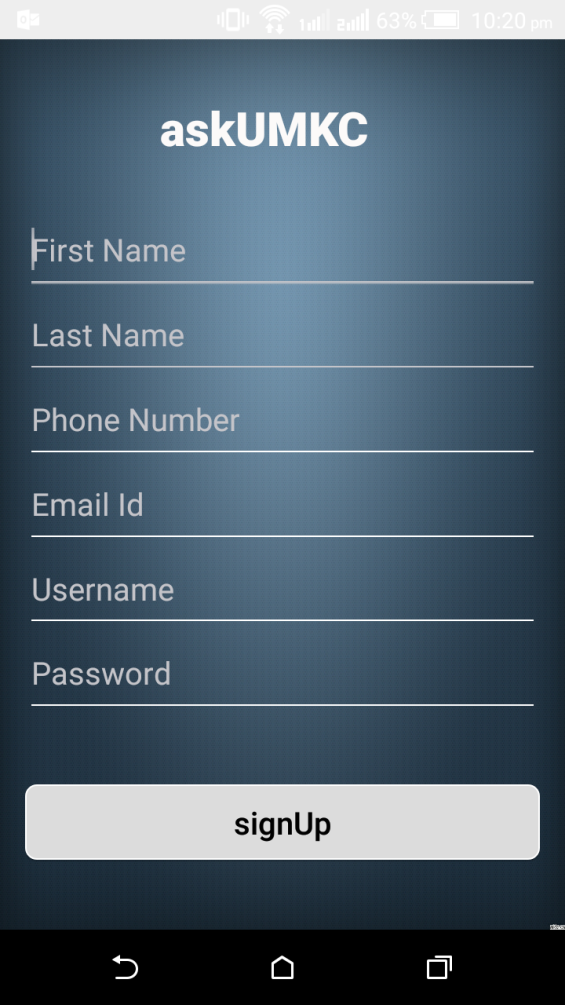 63% 10:20 pm
askUMKC
First Name
Last Name
Phone Number
Email Id
Username
Password
signUp